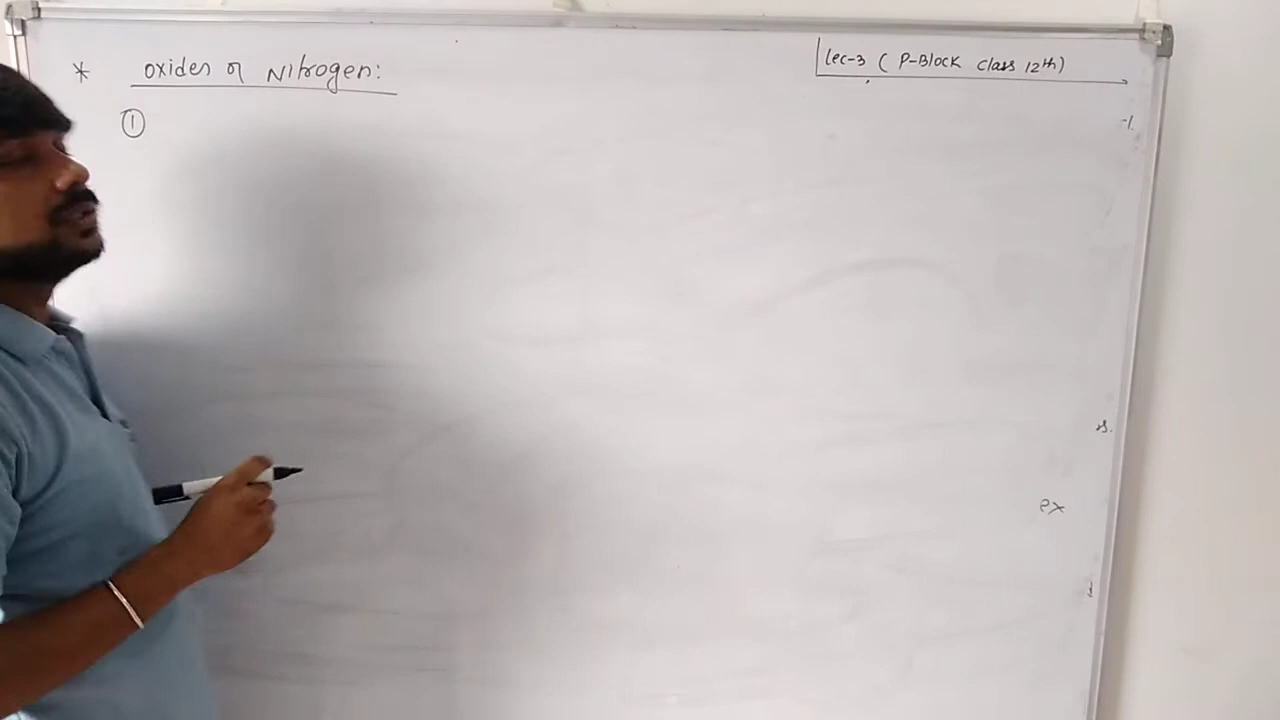 * oxides of Nitrogen:
Lec-3 ( P-Block class 12th)
①
ex